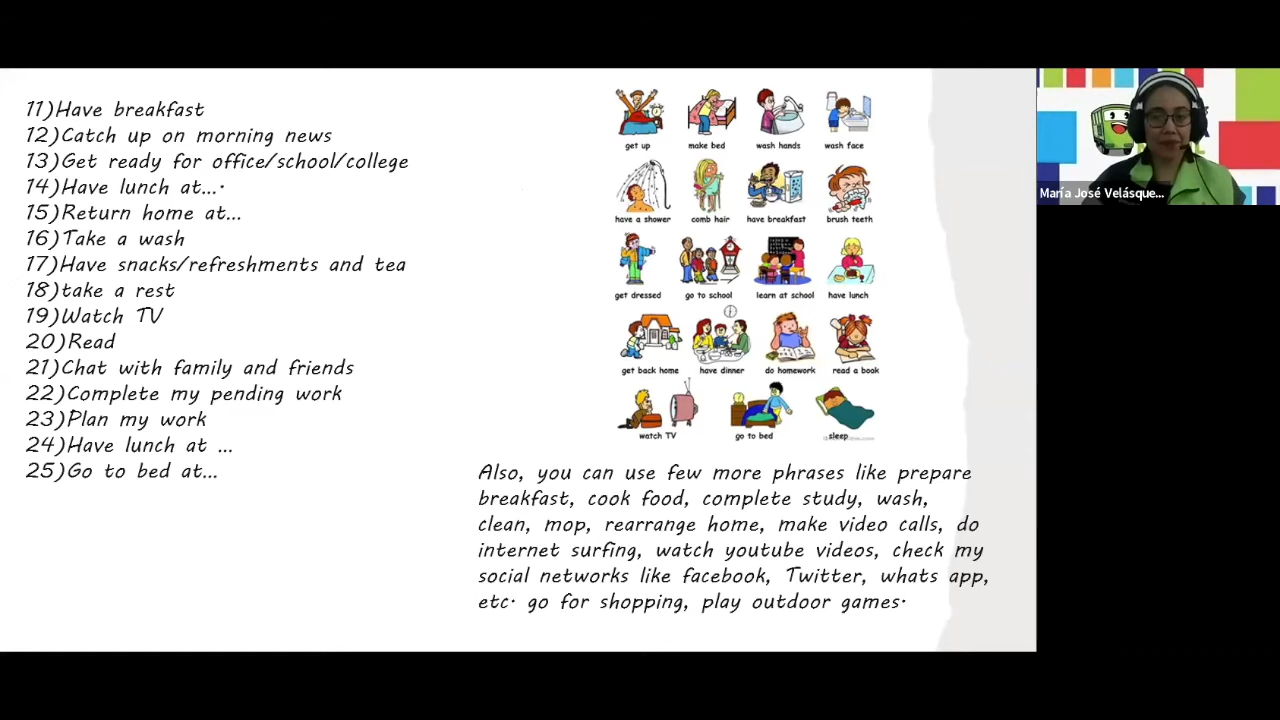 11)Have breakfast
12)Catch up on morning news
13)Get ready for office/school/college
14)Have lunch at....
15)Return home at...
16)Take a wash
17)Have snacks/refreshments and tea
18)take a rest
19)Watch TV
20)Read
21)Chat with family and friends
22)Complete my pending work
23)Plan my work
24)Have lunch at ...
25)Go to bed at...
get up make bed wash hands wash face
have a shower comb hair have breakfast brush teeth
get dressed go to school learn at school have lunch
get back home have dinner do homework read a book
watch TV go to bed sleep
Also, you can use few more phrases like prepare
breakfast, cook food, complete study, wash,
clean, mop, rearrange home, make video calls, do
internet surfing, watch youtube videos, check my
social networks like facebook, Twitter, whats app,
etc. go for shopping, play outdoor games.
María José Velásque...